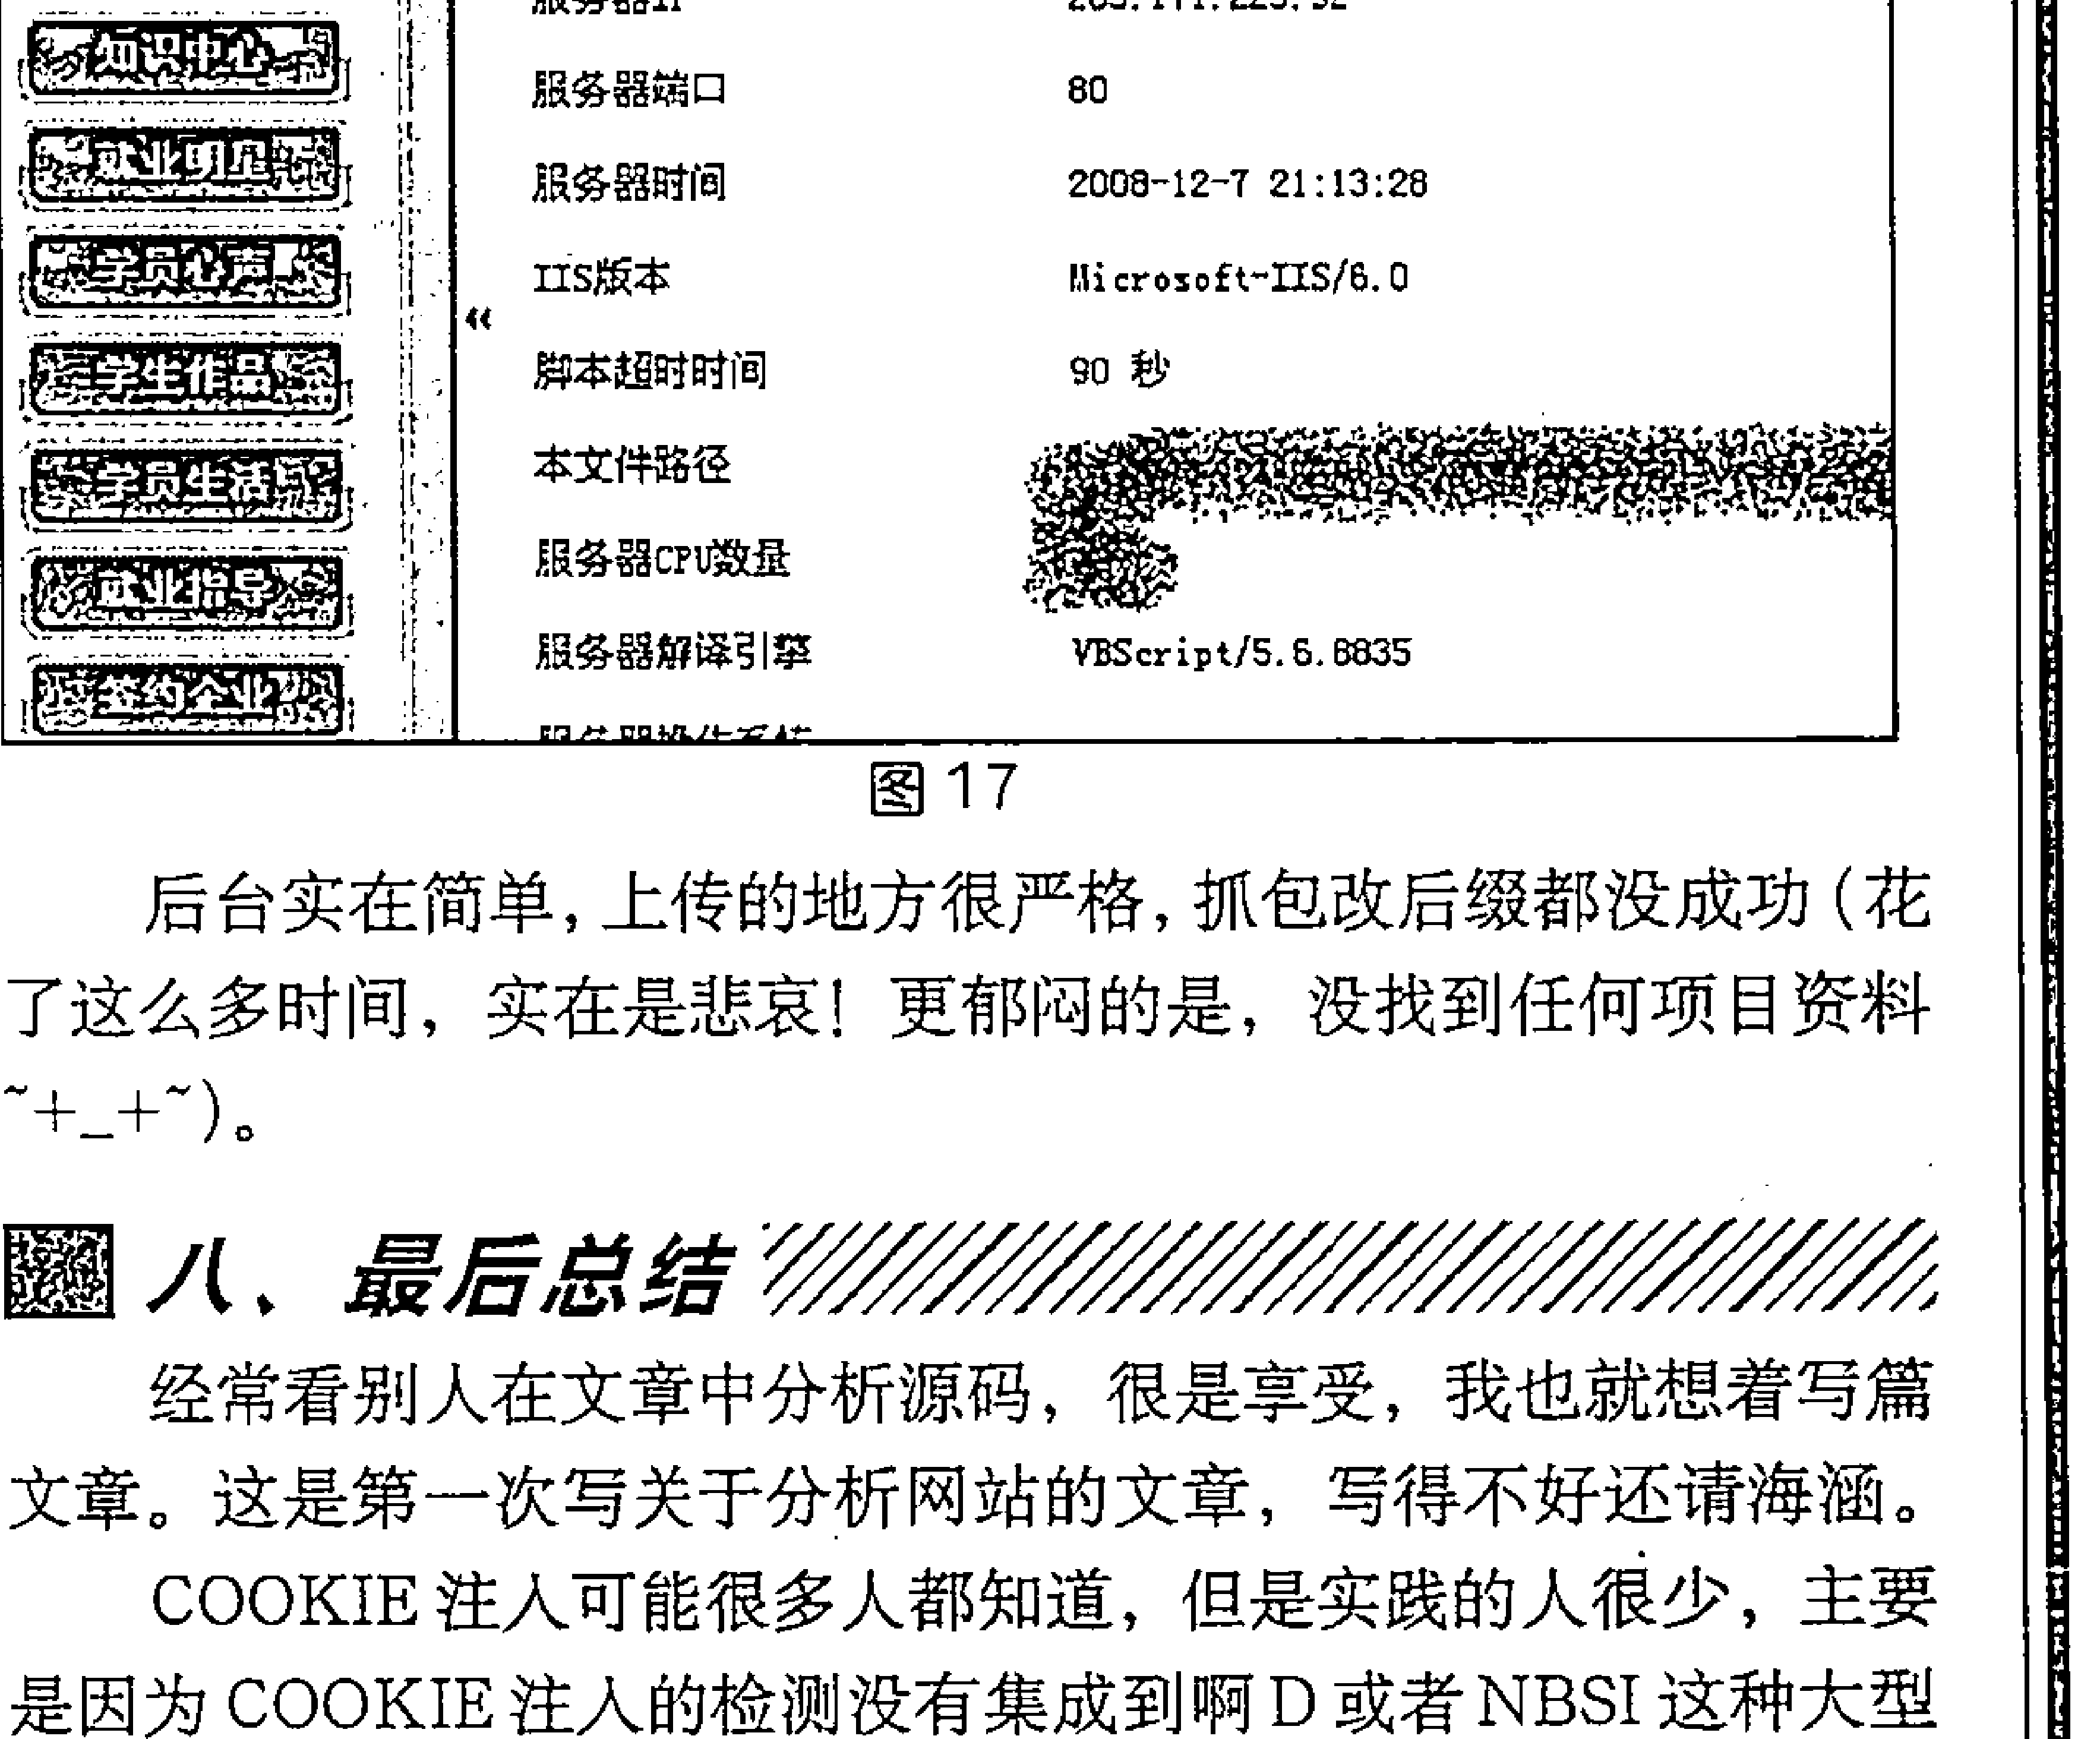 知识中心
就业明星
学员心声
学生作品
学员生活
就业指导
签约企业
服务器端口 80
服务器时间 2008-12-7 21:13:28
IIS版本 Microsoft-IIS/6.0
«
脚本超时时间 90 秒
本文件路径
服务器CPU数量
服务器解译引擎 VBScript/5.6.8835
图 17
后台实在简单，上传的地方很严格，抓包改后缀都没成功（花
了这么多时间，实在是悲哀！更郁闷的是，没找到任何项目资料
~+_+~）。
八、最后总结
经常看别人在文章中分析源码，很是享受，我也就想着写篇
文章。这是第一次写关于分析网站的文章，写得不好还请海涵。
COOKIE 注入可能很多人都知道，但是实践的人很少，主要
是因为 COOKIE 注入的检测没有集成到啊 D 或者 NBSI 这种大型